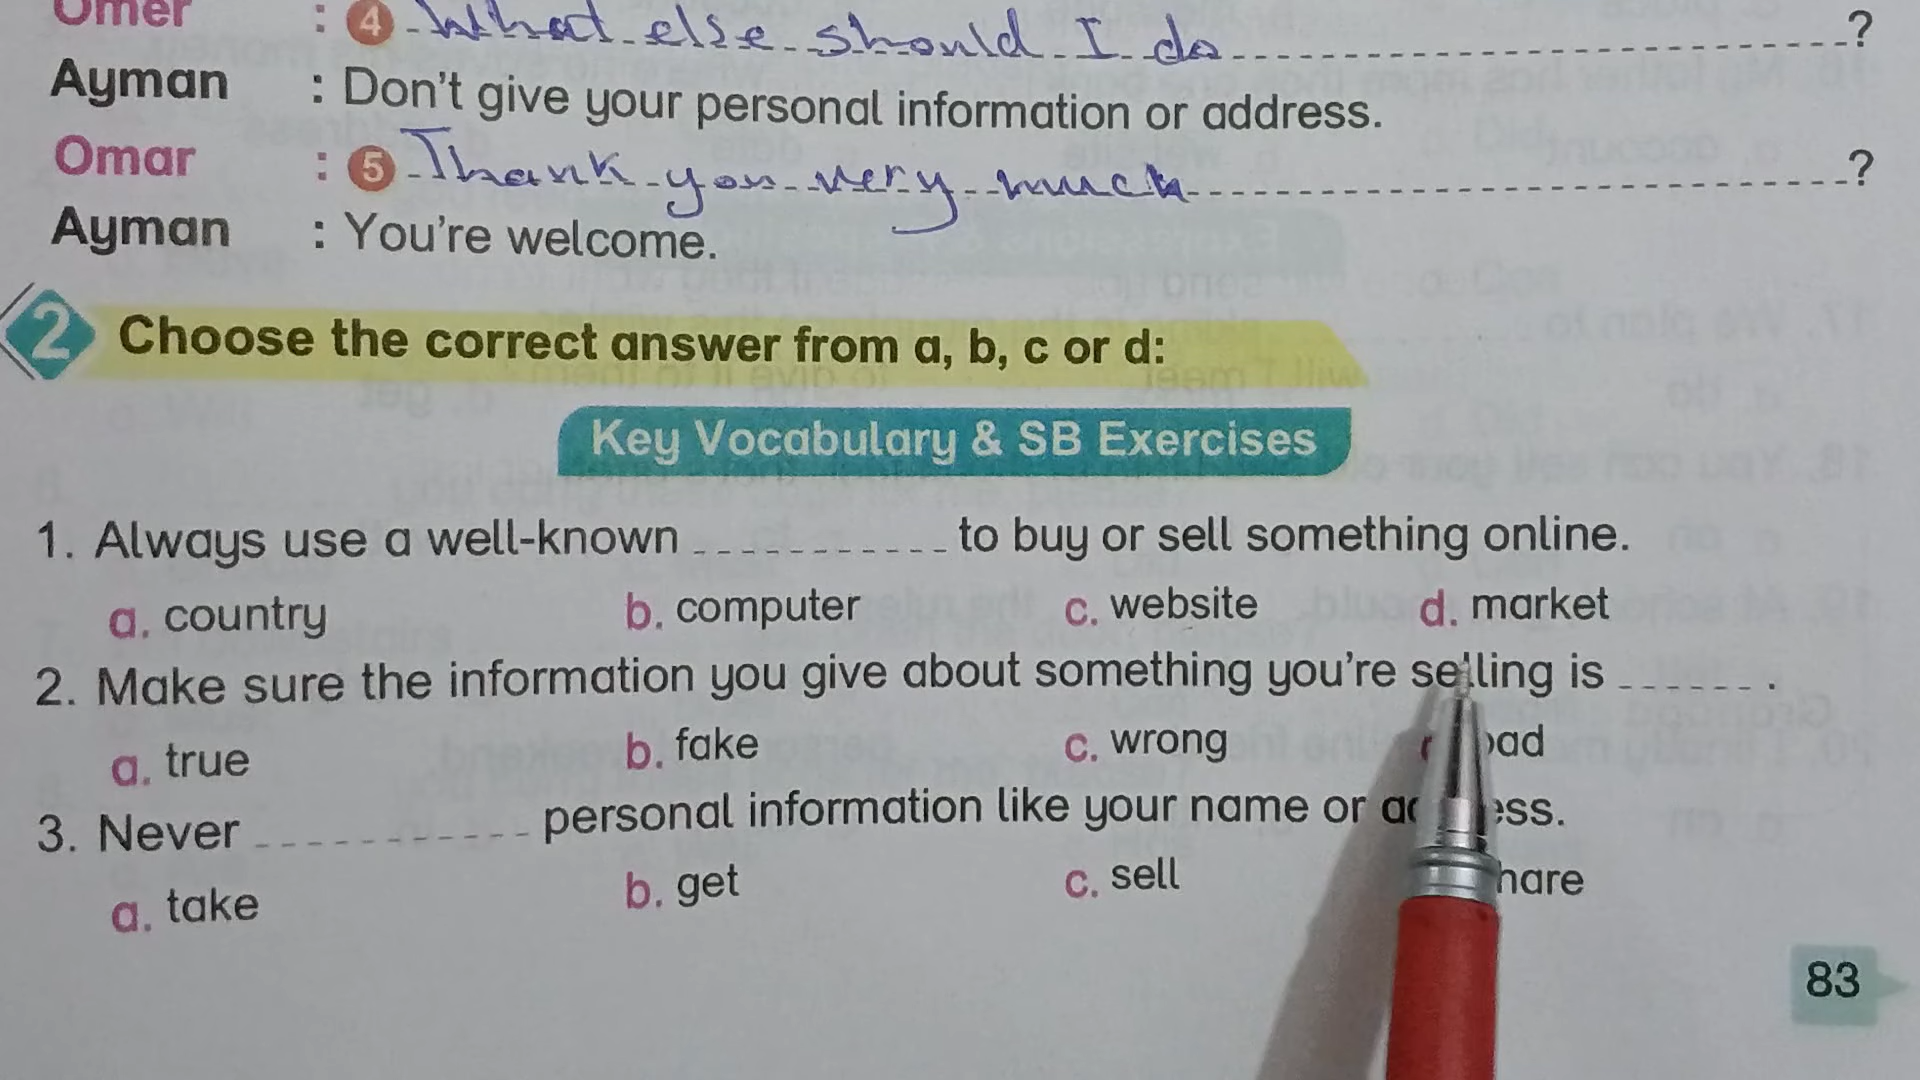 Omer : 4 What else should I do ?
Ayman : Don't give your personal information or address.
Omar : 5 Thank you very much ?
Ayman : You're welcome.
2 Choose the correct answer from a, b, c or d:
Key Vocabulary & SB Exercises
1. Always use a well-known ----------- to buy or sell something online.
a. country b. computer c. website d. market
2. Make sure the information you give about something you're selling is ------ .
a. true b. fake c. wrong
3. Never ------------ personal information like your name or
a. take b. get c. sell
83